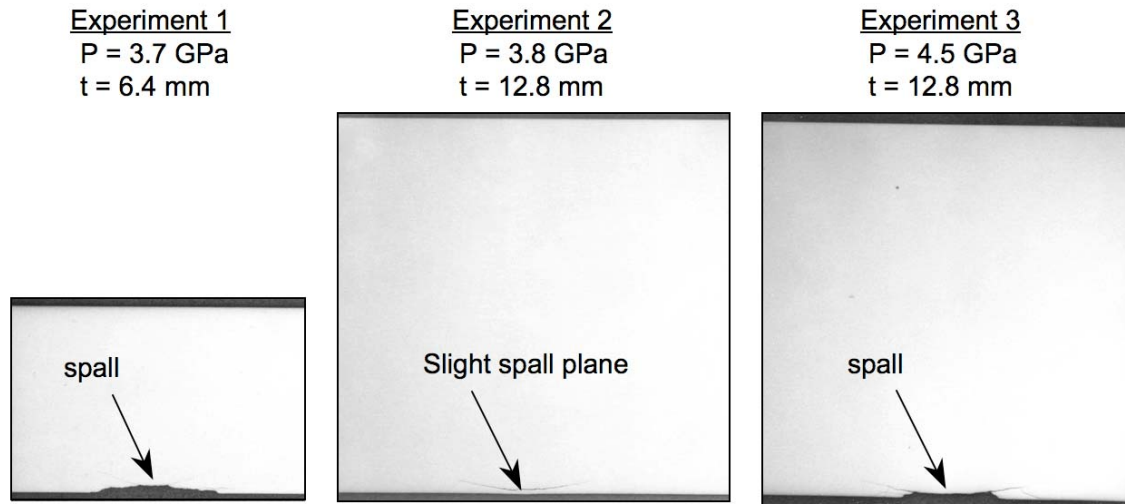 Experiment 1
P = 3.7 GPa
t = 6.4 mm
Experiment 2
P = 3.8 GPa
t = 12.8 mm
Experiment 3
P = 4.5 GPa
t = 12.8 mm
spall
Slight spall plane
spall